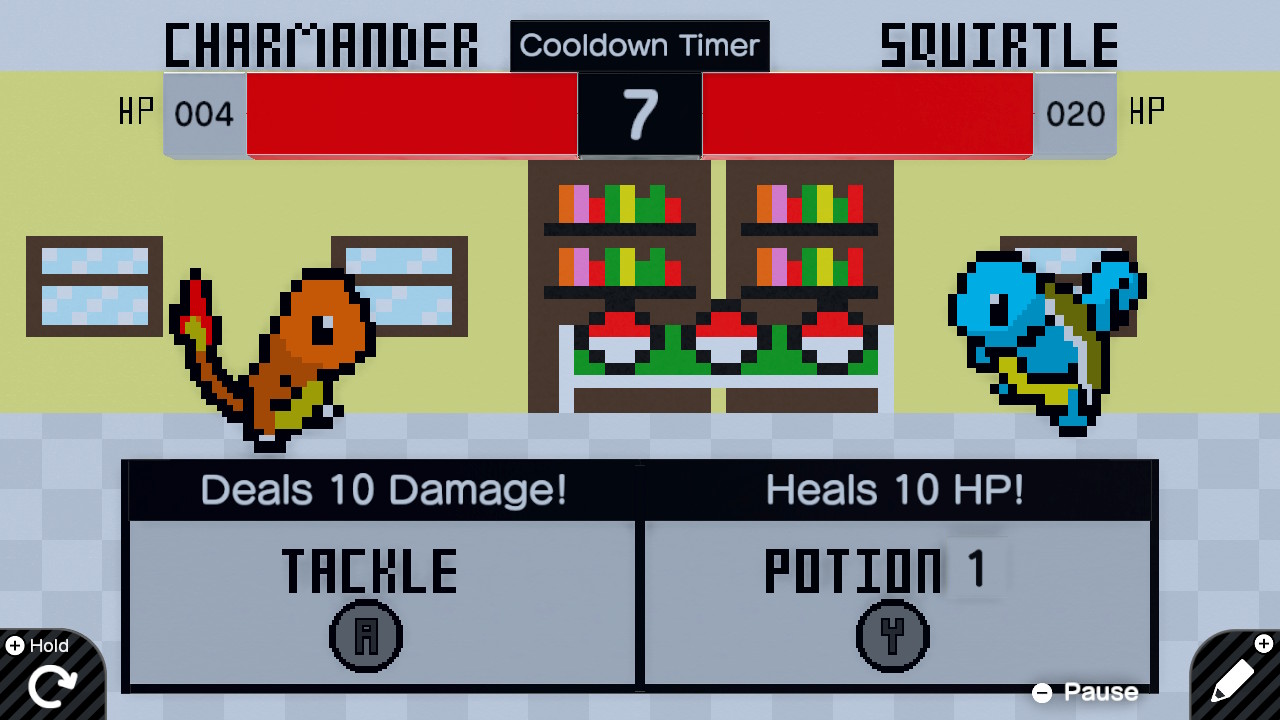 CHARMANDER
Cooldown Timer
SQUIRTLE
HP 004
7
020 HP
Deals 10 Damage!
Heals 10 HP!
TACKLE
POTION 1
A
Y
Hold
Pause